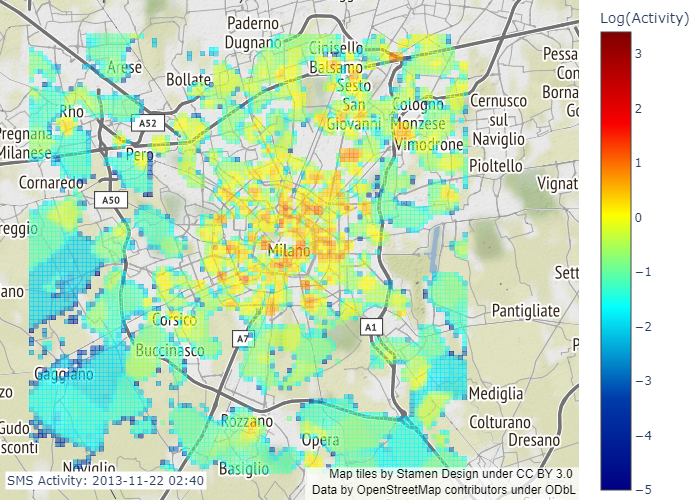 Log(Activity)
Paderno
Dugnano
Cinisello
Balsamo
Arese
Bollate
Sesto
San
Giovanni
Cologno
Monzese
Vimodrone
Cernusco
sul
Naviglio
Pioltello
Pessa
Con
Borna
Go
Rho
A52
Pregnana
Milanese
Pero
Cornaredo
A50
Vignat
reggio
Milano
Sett
ano
Pantigliate
Corsico
A7
A1
Buccinasco
P
Gaggiano
zo
Mediglia
Gudo
sconti
Rozzano
Opera
Colturano
Dresano
Noviglio
Basiglio
SMS Activity: 2013-11-22 02:40
Map tiles by Stamen Design under CC BY 3.0
Data by OpenStreetMap contributors under ODbL
3
2
1
0
−1
−2
−3
−4
−5